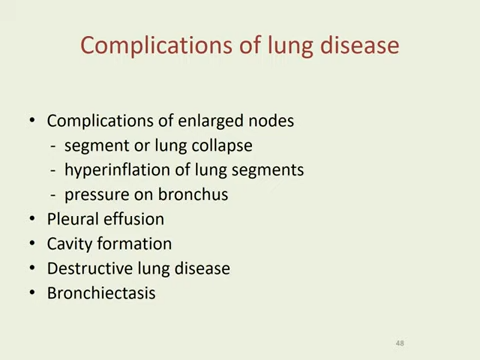 Complications of lung disease
• Complications of enlarged nodes
- segment or lung collapse
- hyperinflation of lung segments
- pressure on bronchus
• Pleural effusion
• Cavity formation
• Destructive lung disease
• Bronchiectasis
48